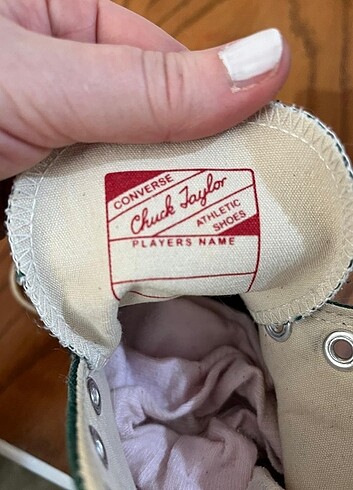 CONVERSE
Chuck Taylor
ATHLETIC
SHOES
PLAYERS NAME